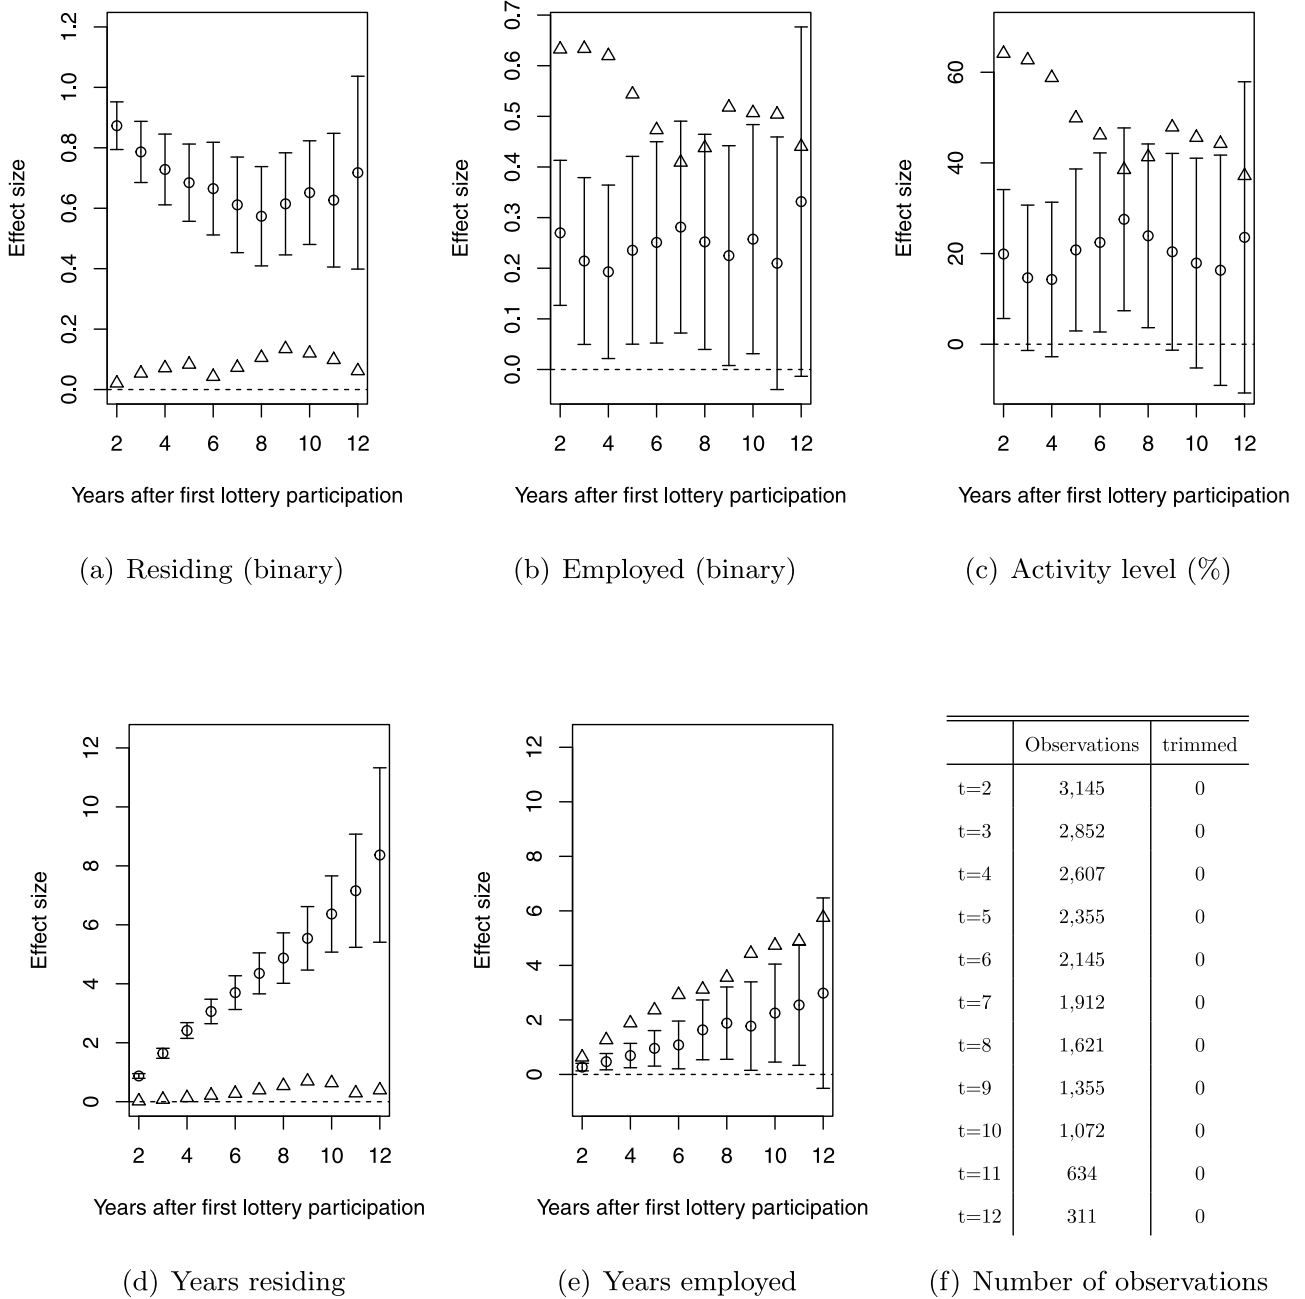 Effect size
1.2
1.0
0.8
0.6
0.4
0.2
0.0
2 4 6 8 10 12
Years after first lottery participation
(a) Residing (binary)
Effect size
0.7
0.6
0.5
0.4
0.3
0.2
0.1
0.0
2 4 6 8 10 12
Years after first lottery participation
(b) Employed (binary)
Effect size
60
40
20
0
2 4 6 8 10 12
Years after first lottery participation
(c) Activity level (%)
Effect size
12
10
8
6
4
2
0
2 4 6 8 10 12
Years after first lottery participation
(d) Years residing
Effect size
12
10
8
6
4
2
0
2 4 6 8 10 12
Years after first lottery participation
(e) Years employed
Observations trimmed
t=2 3,145 0
t=3 2,852 0
t=4 2,607 0
t=5 2,355 0
t=6 2,145 0
t=7 1,912 0
t=8 1,621 0
t=9 1,355 0
t=10 1,072 0
t=11 634 0
t=12 311 0
(f) Number of observations